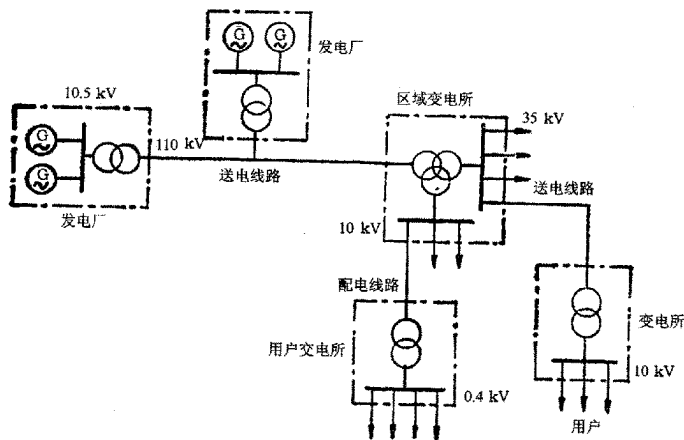 G
G
发电厂
10.5 kV
区域变电所
35 kV
G
G
110 kV
送电线路
送电线路
发电厂
10 kV
配电线路
用户变电所
变电所
0.4 kV
10 kV
用户